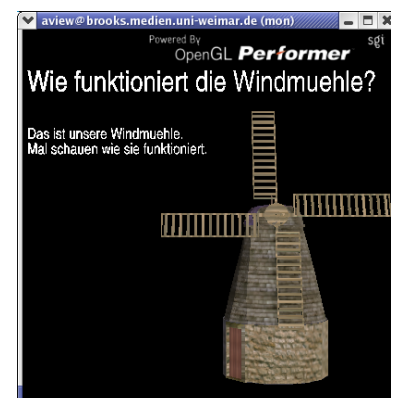 aview@brooks.medien.uni-weimar.de (mon)
Powered By
sgi
OpenGL Performer
Wie funktioniert die Windmuehle?
Das ist unsere Windmuehle.
Mal schauen wie sie funktioniert.